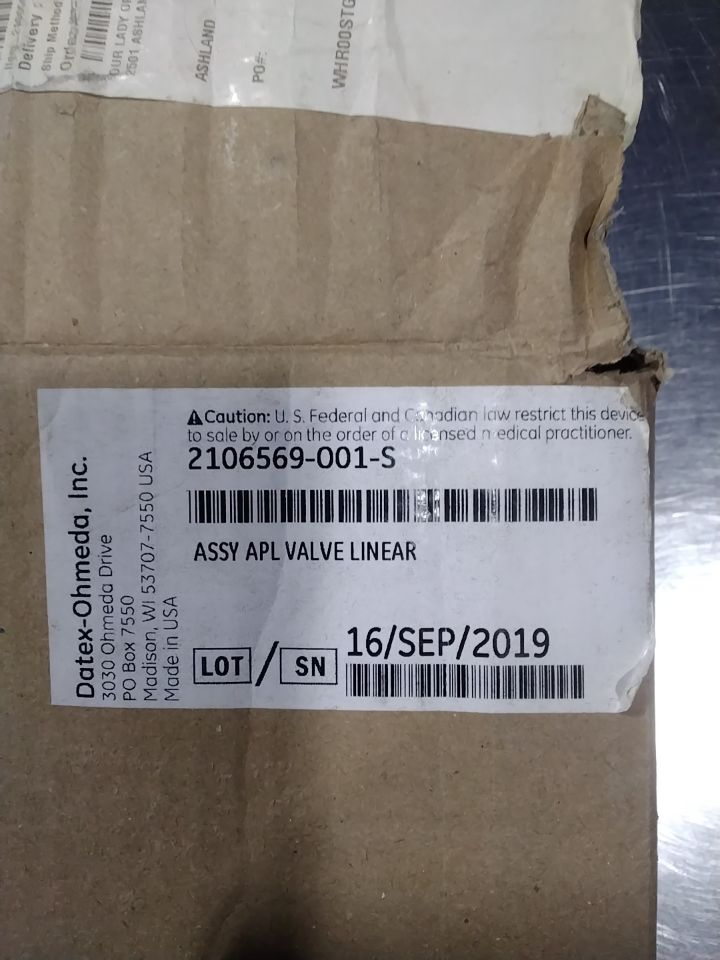 Delivery
Ship Method
Order
OUR LADY O
2501 ASHLAN
ASHLAND
PO#:
WHR00STG
⚠Caution: U. S. Federal and Canadian law restrict this device
to sale by or on the order of a licensed medical practitioner.
2106569-001-S
ASSY APL VALVE LINEAR
LOT / SN 16/SEP/2019
Datex-Ohmeda, Inc.
3030 Ohmeda Drive
PO Box 7550
Madison, WI 53707-7550 USA
Made in USA